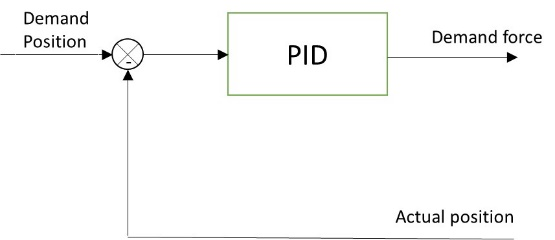 Demand
Position
-
PID
Demand force
Actual position